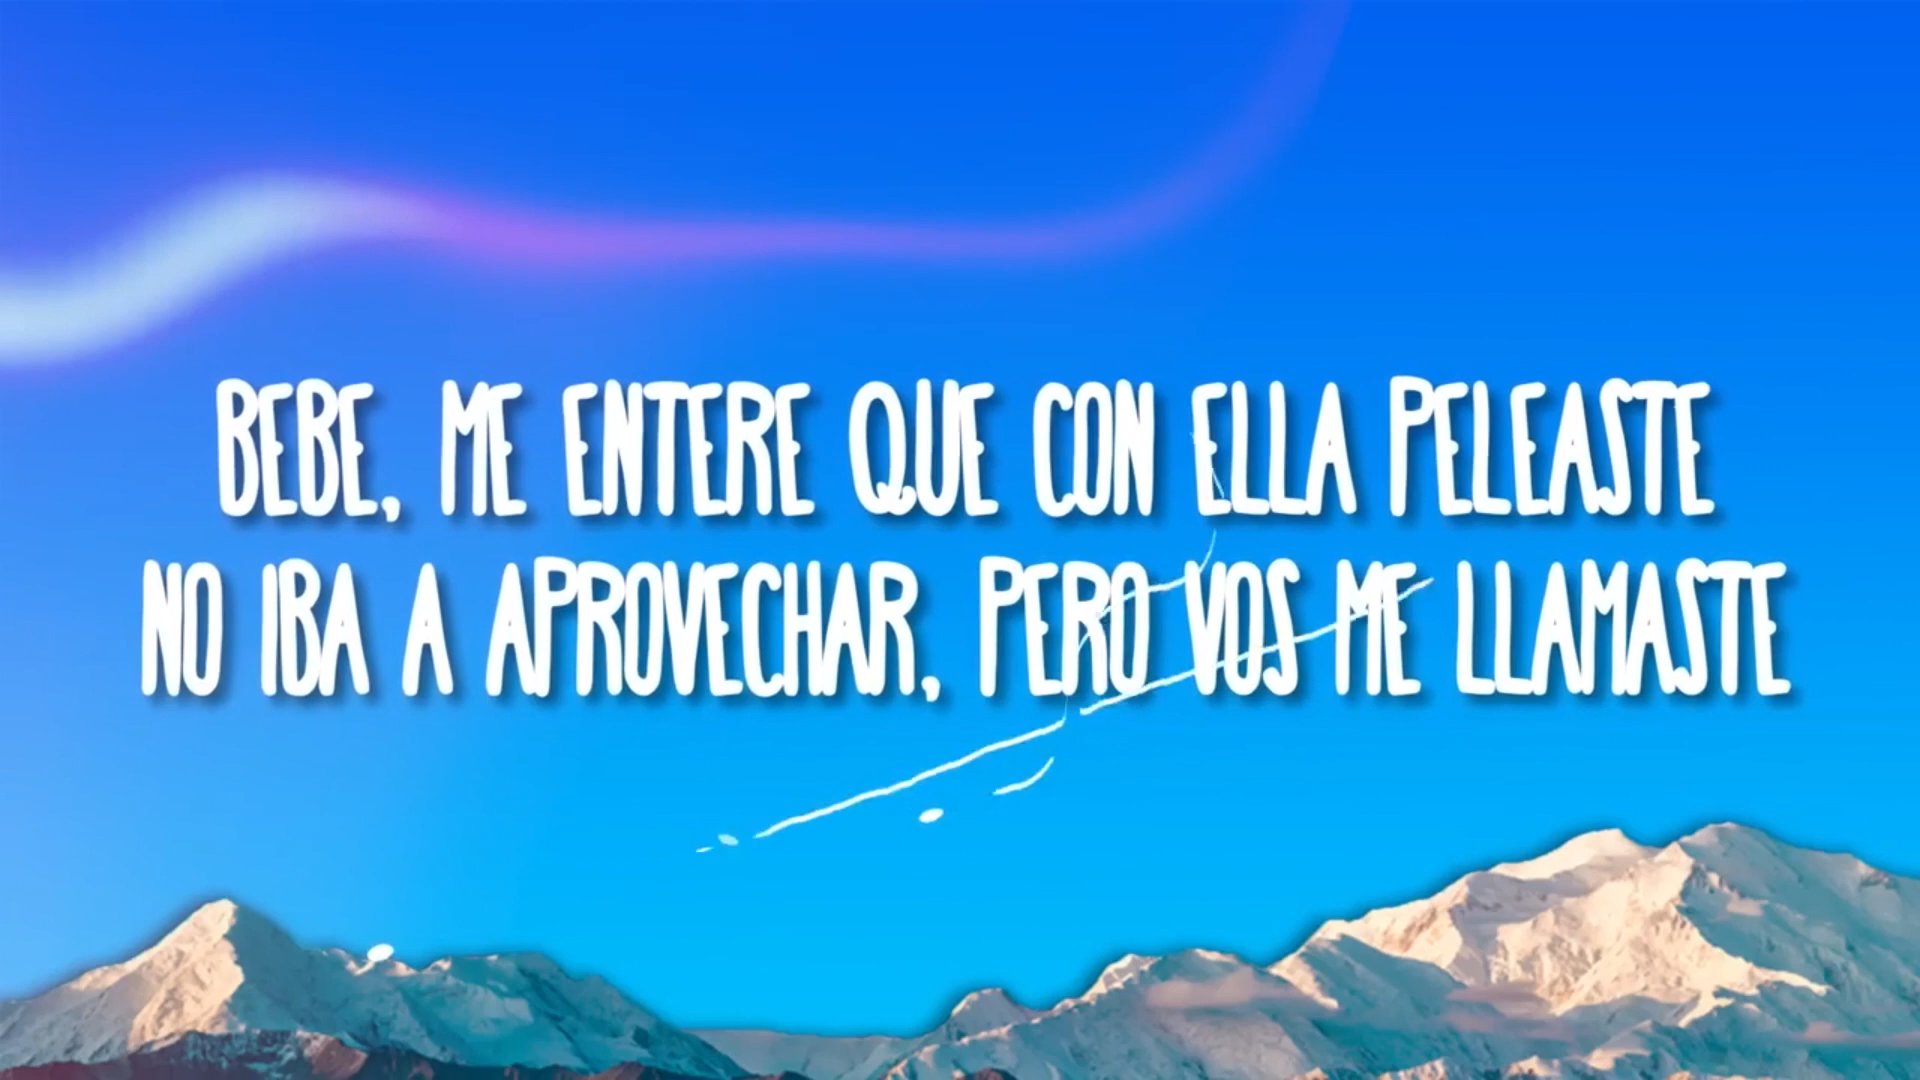 BEBE, ME ENTERE QUE CON ELLA PELEASTE
NO IBA A APROVECHAR, PERO VOS ME LLAMASTE